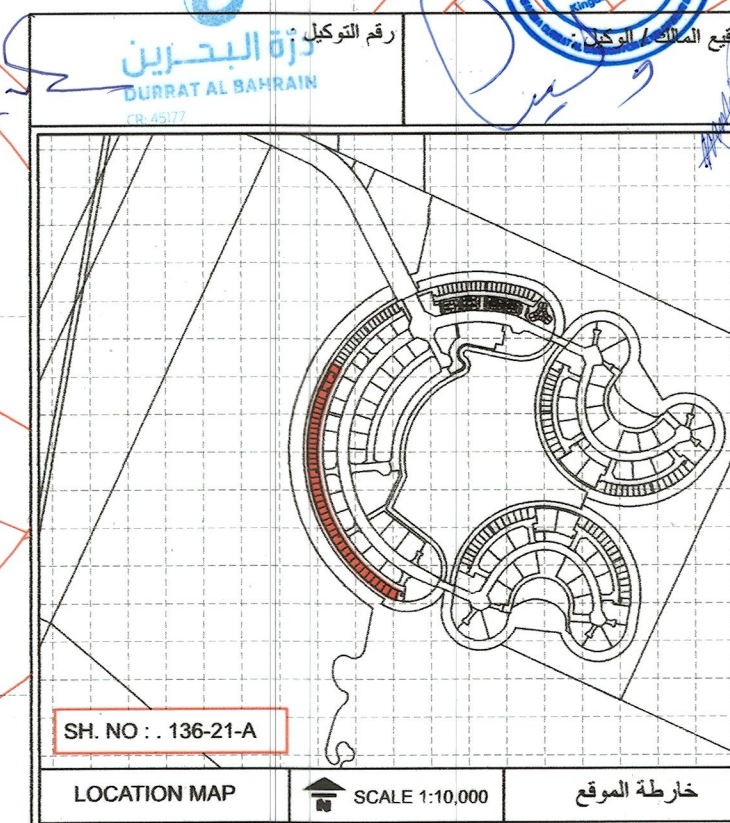 رقم التوكيل
قيع المالك / الوكيل :
درة البحرين
DURRAT AL BAHRAIN
CR: 45177
SH. NO : . 136-21-A
LOCATION MAP
N
SCALE 1:10,000
خارطة الموقع